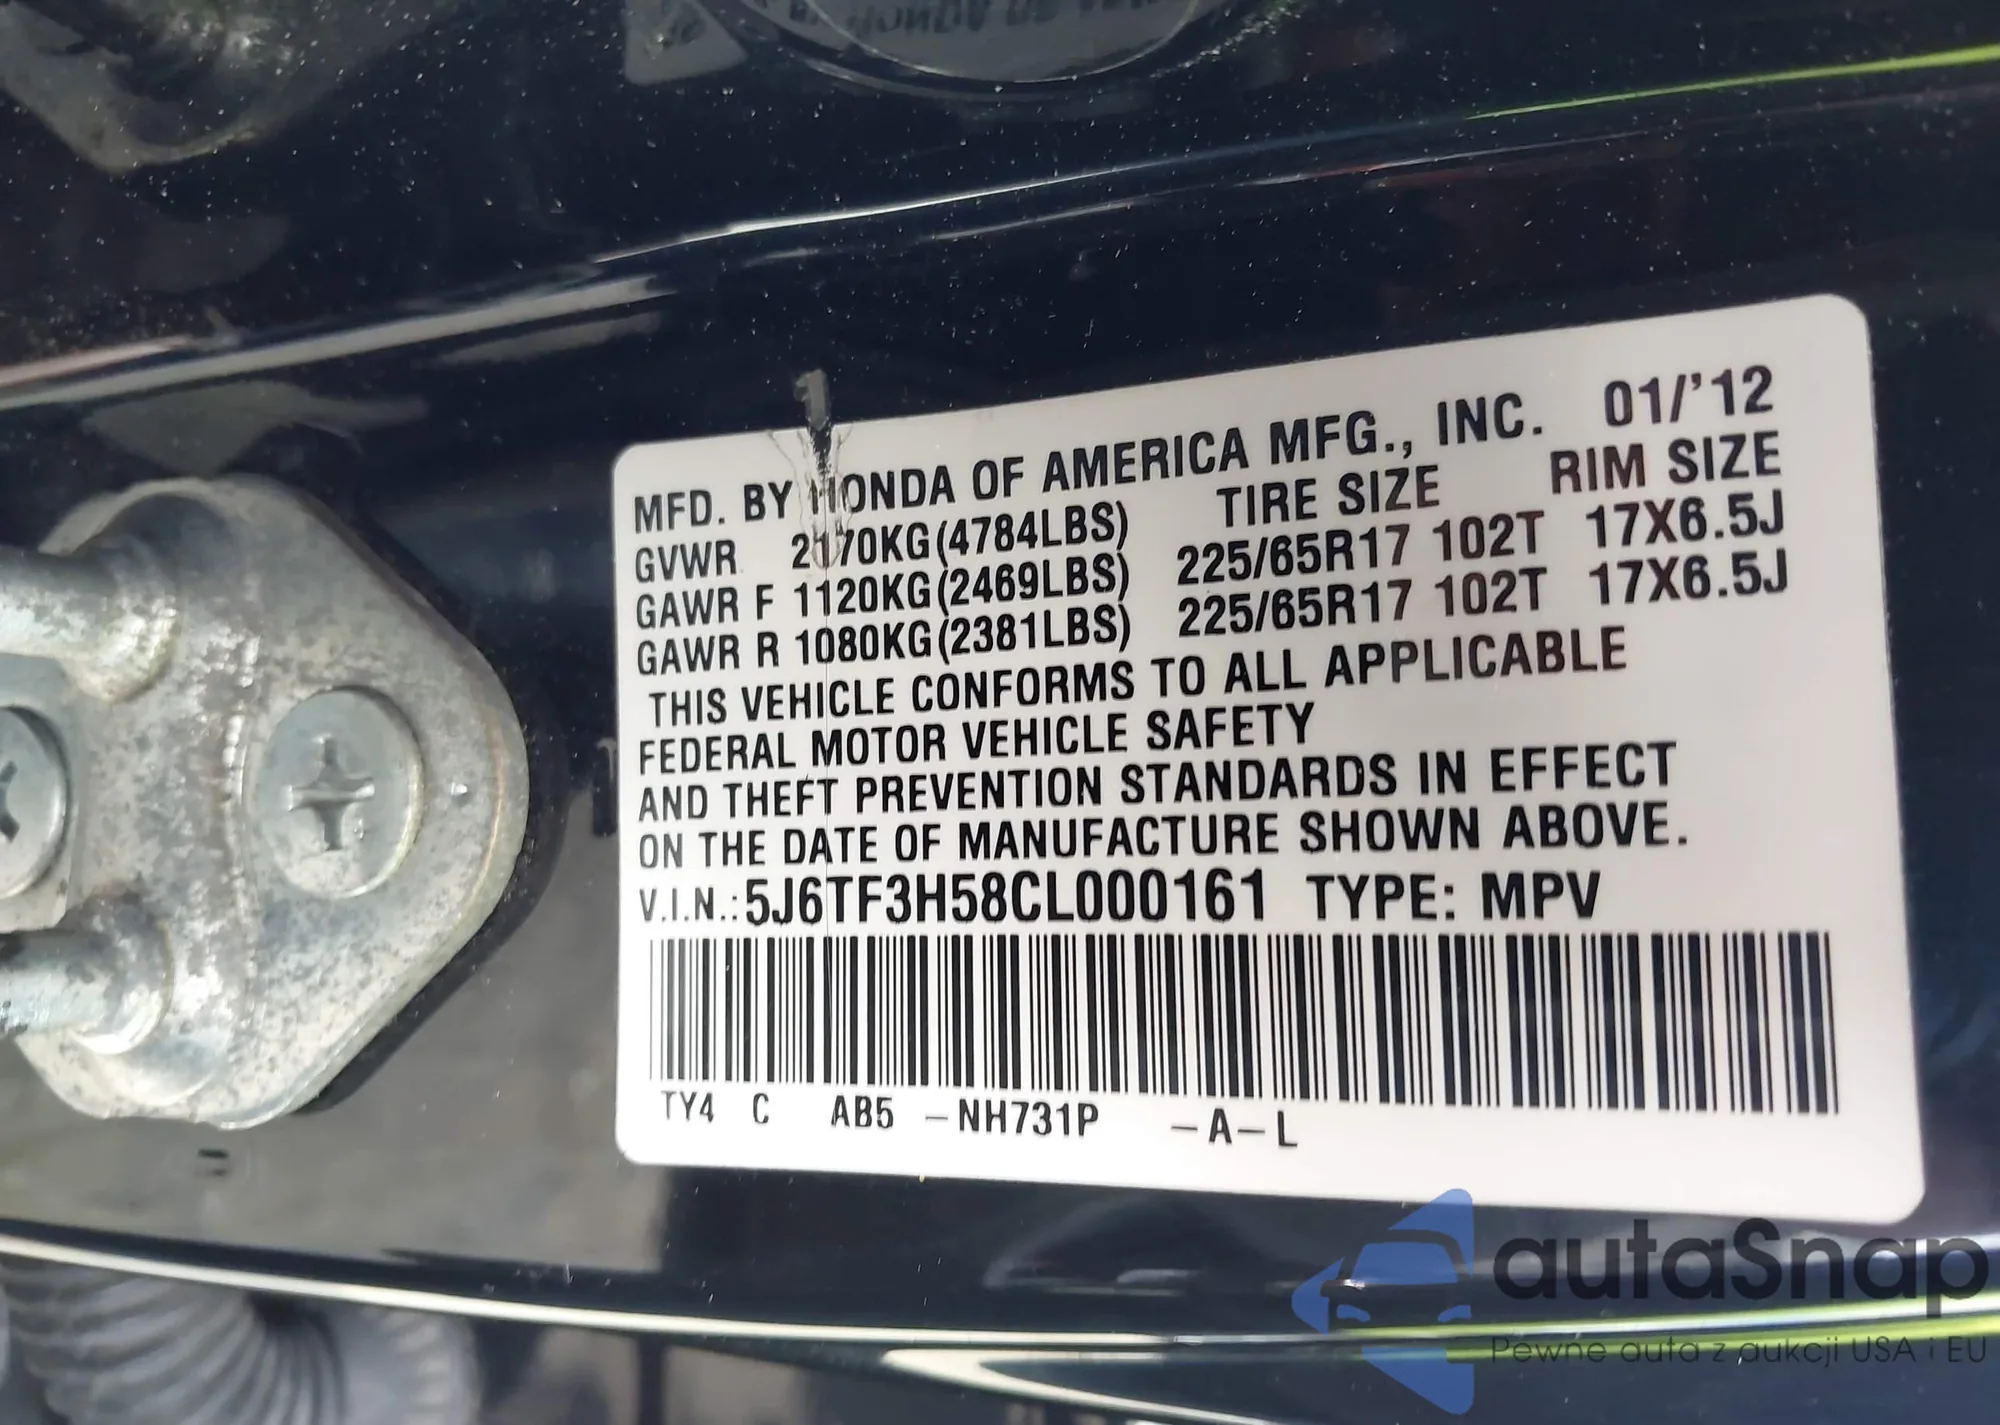 MFD. BY HONDA OF AMERICA MFG., INC. 01/'12
TIRE SIZE RIM SIZE
GVWR 2170KG(4784LBS)
GAWR F 1120KG(2469LBS) 225/65R17 102T 17X6.5J
GAWR R 1080KG(2381LBS) 225/65R17 102T 17X6.5J
THIS VEHICLE CONFORMS TO ALL APPLICABLE
FEDERAL MOTOR VEHICLE SAFETY
AND THEFT PREVENTION STANDARDS IN EFFECT
ON THE DATE OF MANUFACTURE SHOWN ABOVE.
V.I.N.:5J6TF3H58CL000161 TYPE: MPV
TY4 C AB5 -NH731P -A-L
autaSnap
Pewne auta z aukcji USA i EU